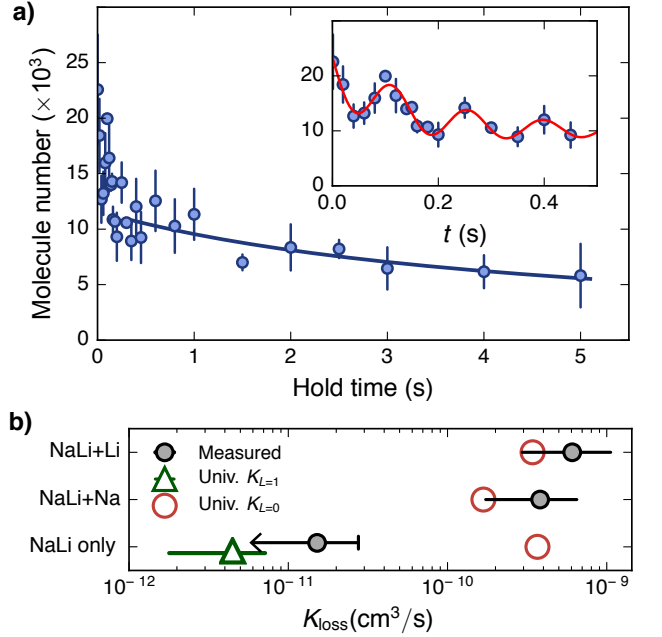 a)
Molecule number (×10³)
25
20
15
10
5
0
0
1
2
3
4
5
Hold time (s)
20
10
0
0.0
0.2
0.4
t (s)
b)
NaLi+Li
NaLi+Na
NaLi only
Measured
Univ. K_{L=1}
Univ. K_{L=0}
10⁻¹²
10⁻¹¹
10⁻¹⁰
10⁻⁹
K_{loss}(cm³/s)